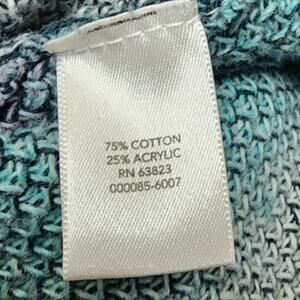 75% COTTON
25% ACRYLIC
RN 63823
000085-6007